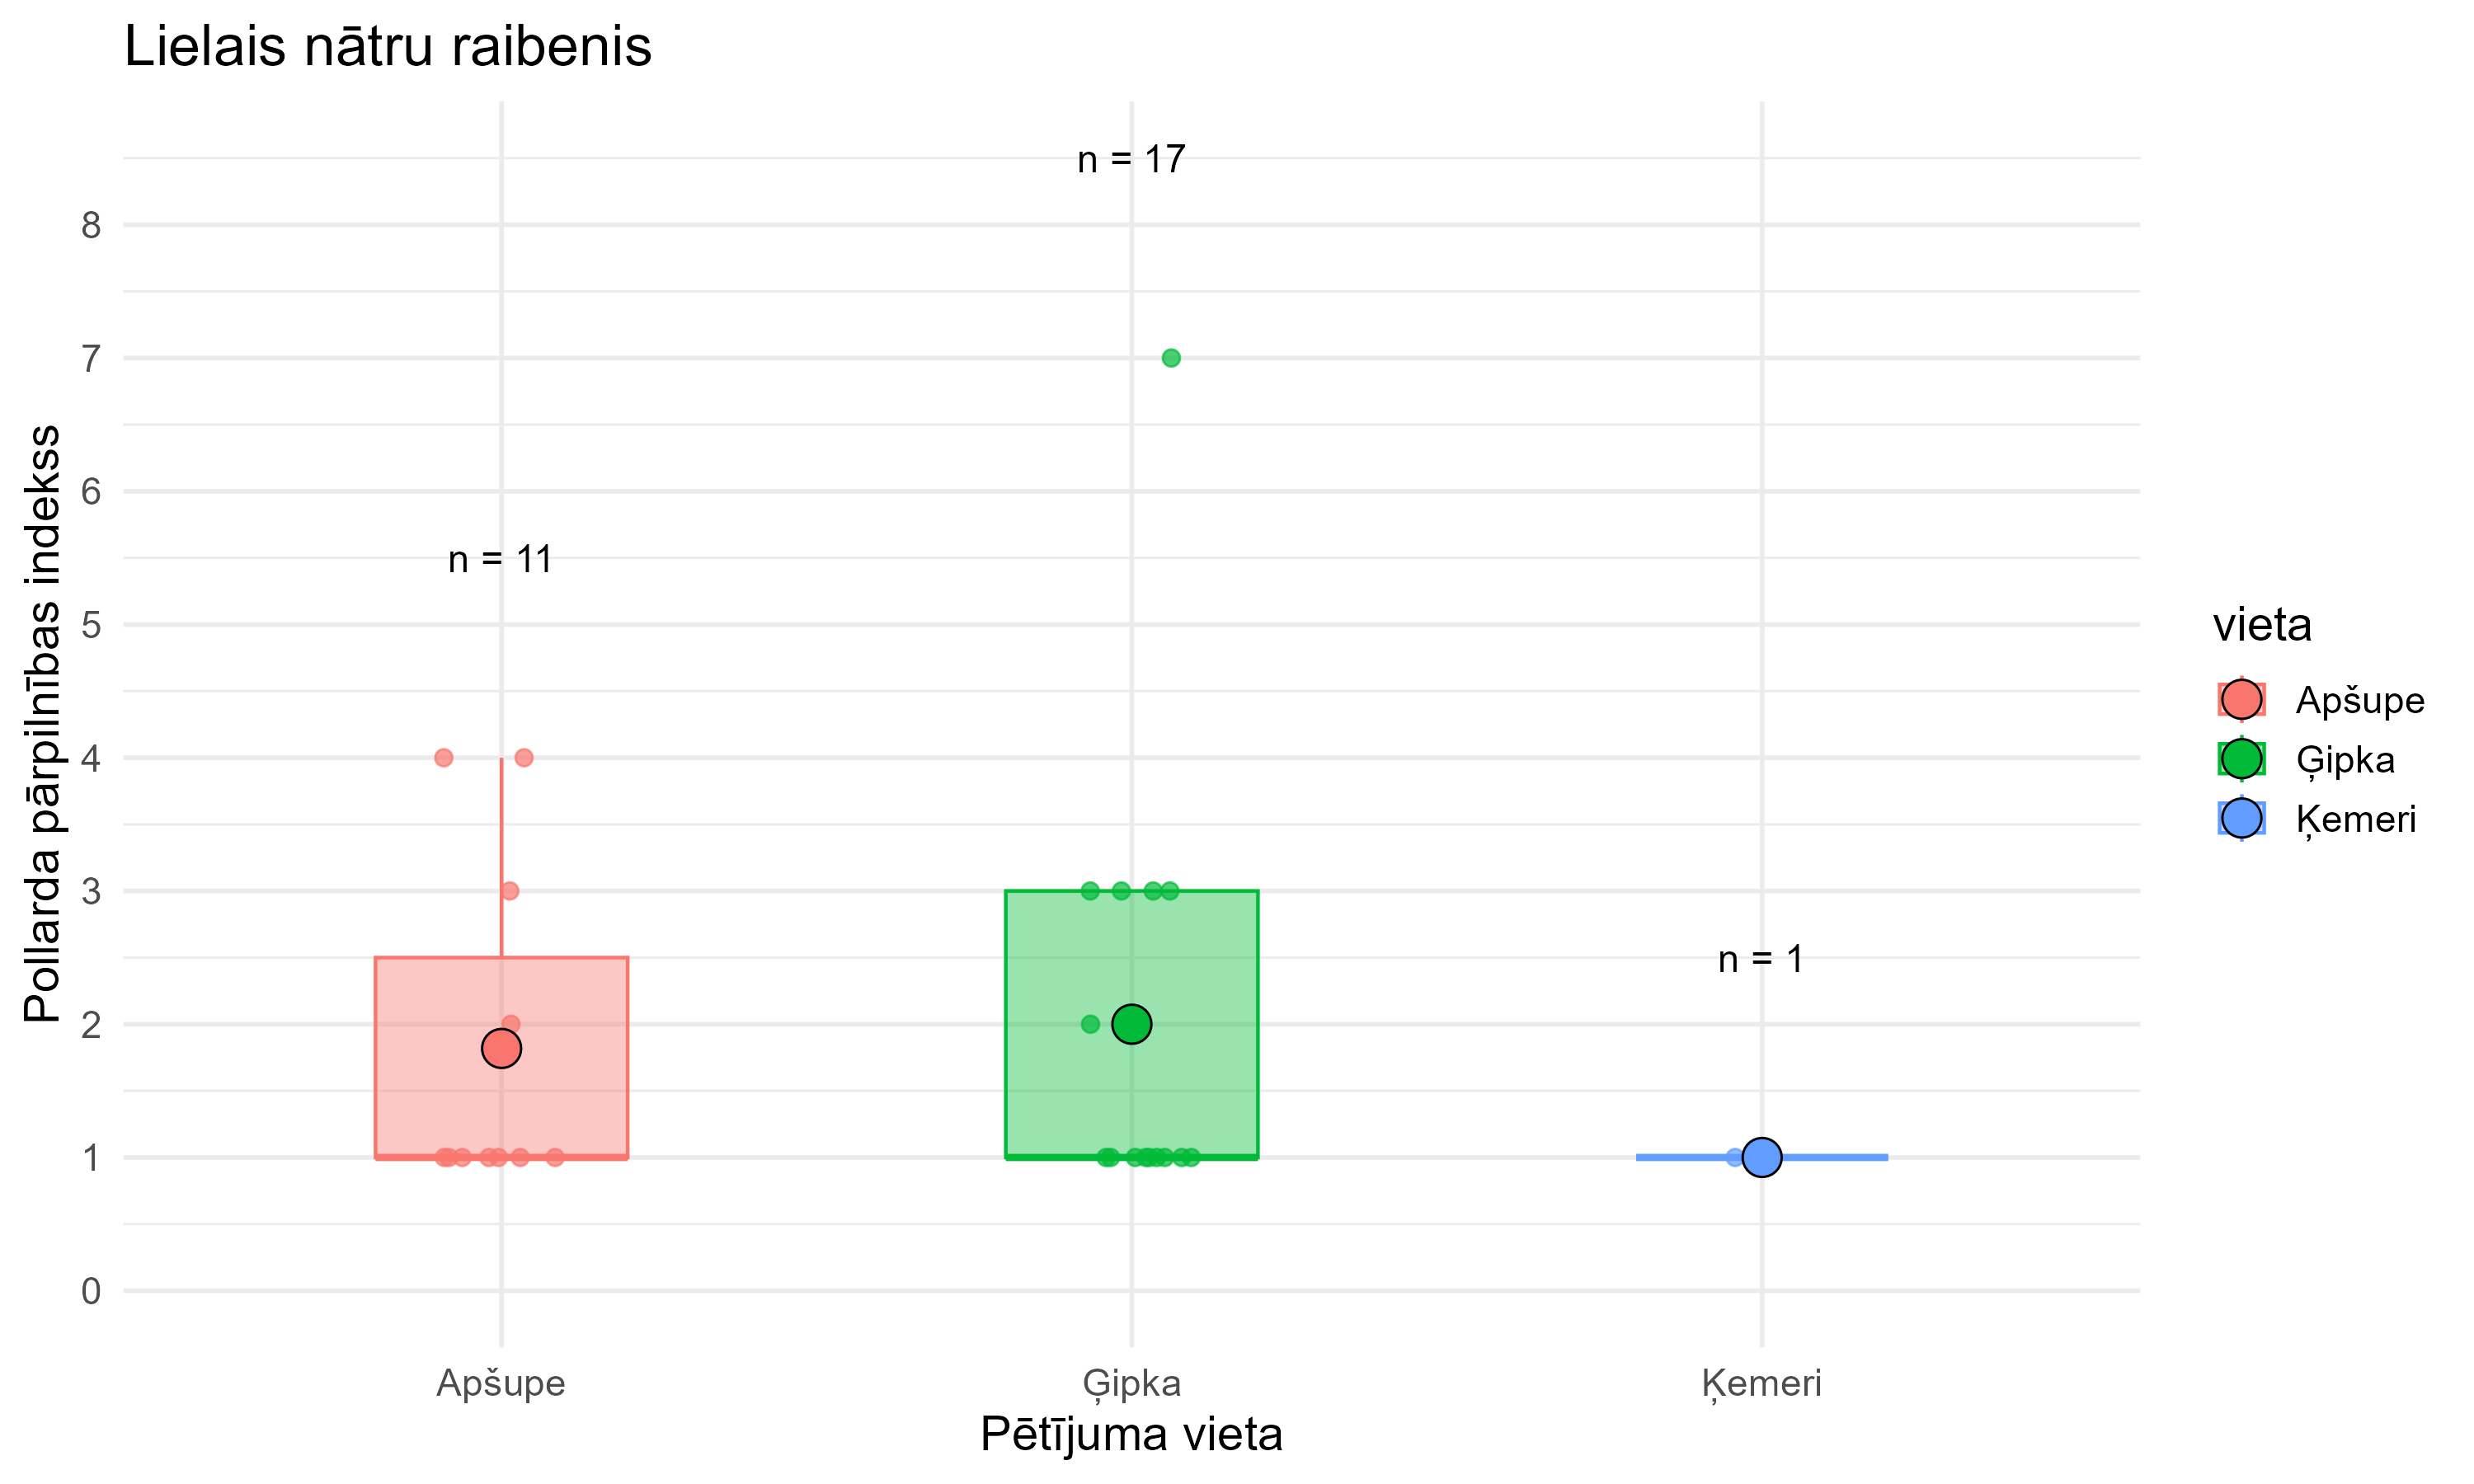 Lielais nātru raibenis
Pollarda pārpilnības indekss
8
7
6
5
4
3
2
1
0
n = 11
n = 17
n = 1
Apšupe
Ģipka
Ķemeri
Pētījuma vieta
vieta
Apšupe
Ģipka
Ķemeri